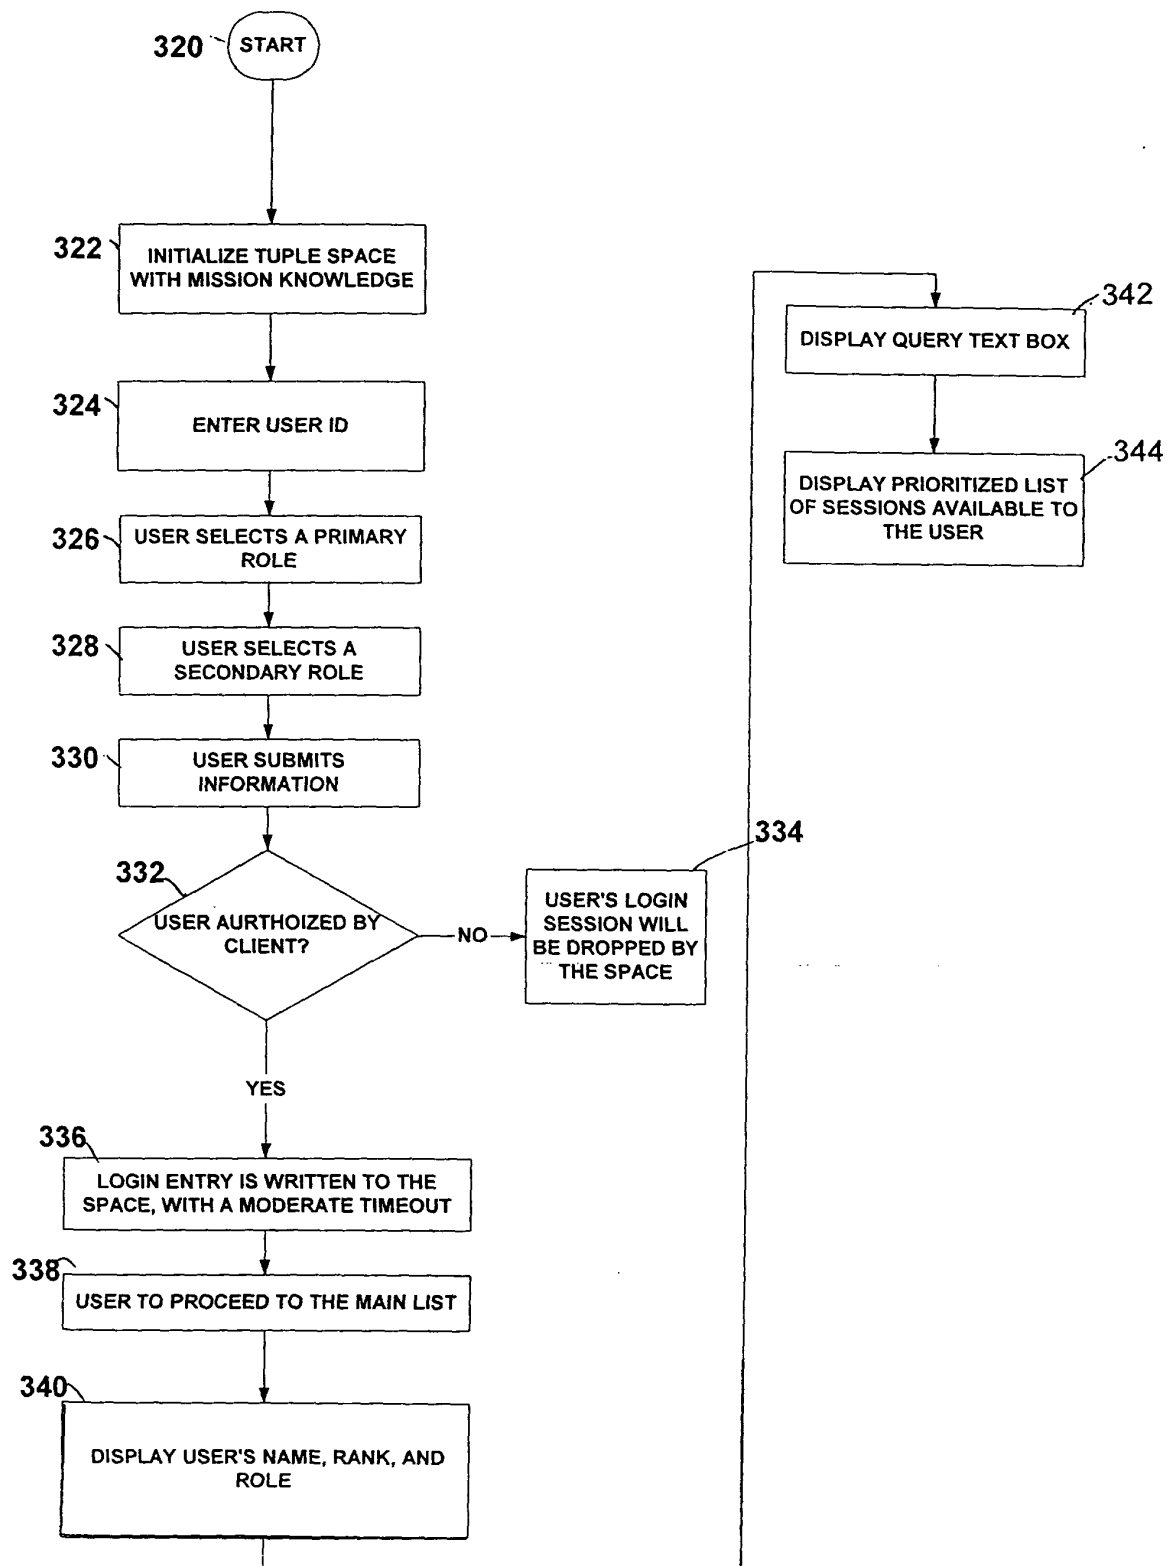 320
START
322
INITIALIZE TUPLE SPACE
WITH MISSION KNOWLEDGE
324
ENTER USER ID
326
USER SELECTS A PRIMARY
ROLE
328
USER SELECTS A
SECONDARY ROLE
330
USER SUBMITS
INFORMATION
332
USER AURTHOIZED BY
CLIENT?
NO
334
USER'S LOGIN
SESSION WILL
BE DROPPED BY
THE SPACE
YES
336
LOGIN ENTRY IS WRITTEN TO THE
SPACE, WITH A MODERATE TIMEOUT
338
USER TO PROCEED TO THE MAIN LIST
340
DISPLAY USER'S NAME, RANK, AND
ROLE
342
DISPLAY QUERY TEXT BOX
344
DISPLAY PRIORITIZED LIST
OF SESSIONS AVAILABLE TO
THE USER